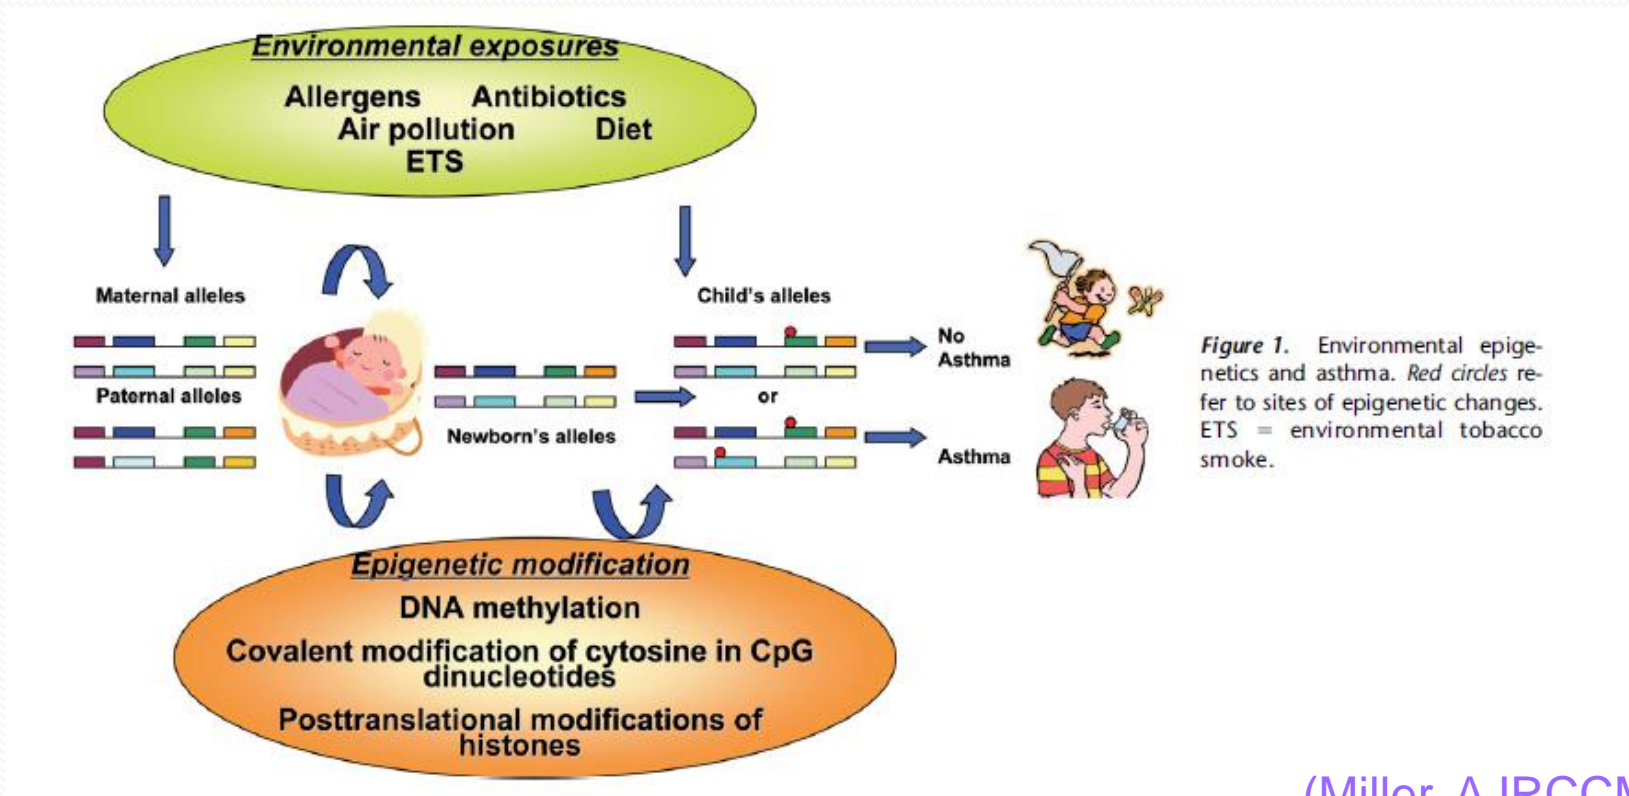 Environmental exposures
Allergens Antibiotics
Air pollution Diet
ETS
Maternal alleles
Paternal alleles
Newborn's alleles
Child's alleles
No
Asthma
or
Asthma
Figure 1. Environmental epige-
netics and asthma. Red circles re-
fer to sites of epigenetic changes.
ETS = environmental tobacco
smoke.
Epigenetic modification
DNA methylation
Covalent modification of cytosine in CpG
dinucleotides
Posttranslational modifications of
histones
(Miller, AJRCCM